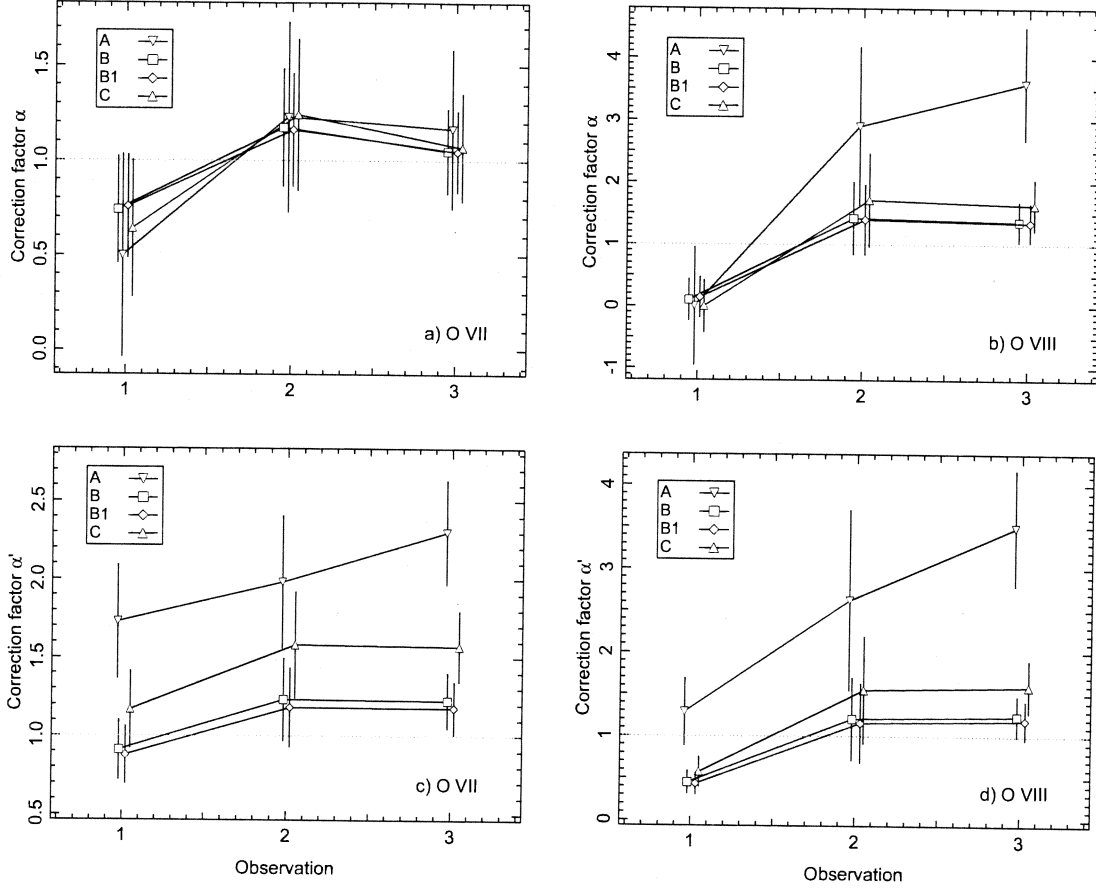 A
B
B1
C
Correction factor α
0.0
0.5
1.0
1.5
a) O VII
1
2
3
A
B
B1
C
Correction factor α
-1
0
1
2
3
4
b) O VIII
1
2
3
A
B
B1
C
Correction factor α'
0.5
1.0
1.5
2.0
2.5
c) O VII
1
2
3
Observation
A
B
B1
C
Correction factor α'
0
1
2
3
4
d) O VIII
1
2
3
Observation